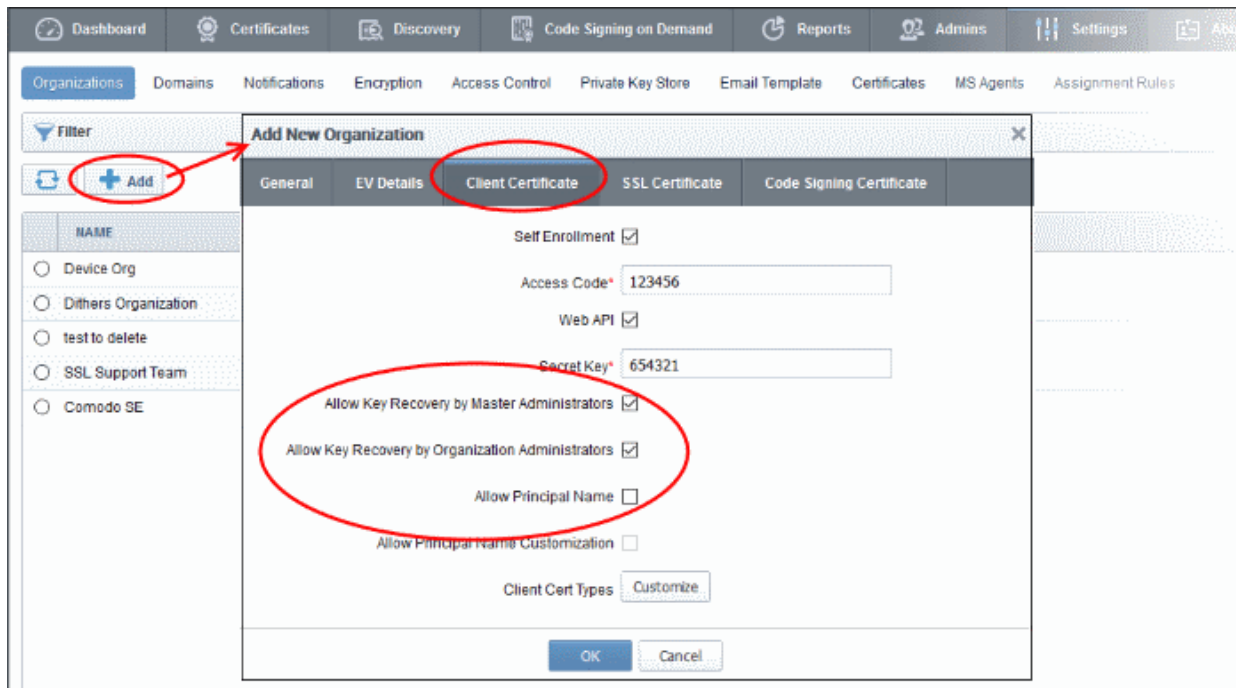 Dashboard Certificates Discovery Code Signing on Demand Reports Admins Settings
Organizations Domains Notifications Encryption Access Control Private Key Store Email Template Certificates MS Agents Assignment Rules
Filter
Add New Organization
Add
General EV Details Client Certificate SSL Certificate Code Signing Certificate
NAME
Self Enrollment
Device Org
Access Code* 123456
Dithers Organization
Web API
test to delete
Secret Key* 654321
SSL Support Team
Allow Key Recovery by Master Administrators
Comodo SE
Allow Key Recovery by Organization Administrators
Allow Principal Name
Allow Principal Name Customization
Client Cert Types Customize
OK Cancel